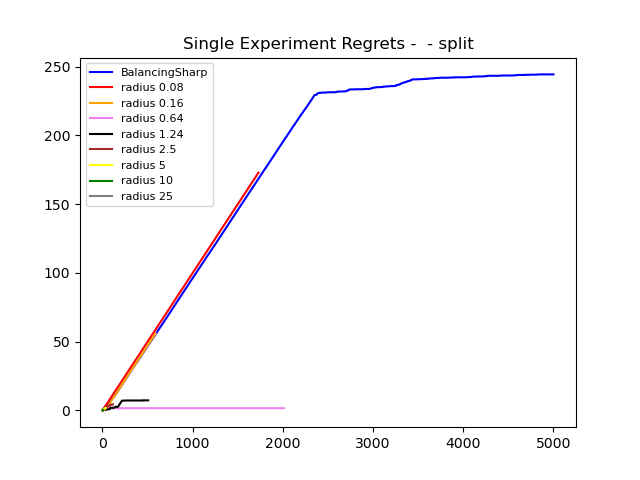 Single Experiment Regrets -  - split
250
200
150
100
50
0
BalancingSharp
radius 0.08
radius 0.16
radius 0.64
radius 1.24
radius 2.5
radius 5
radius 10
radius 25
0 1000 2000 3000 4000 5000